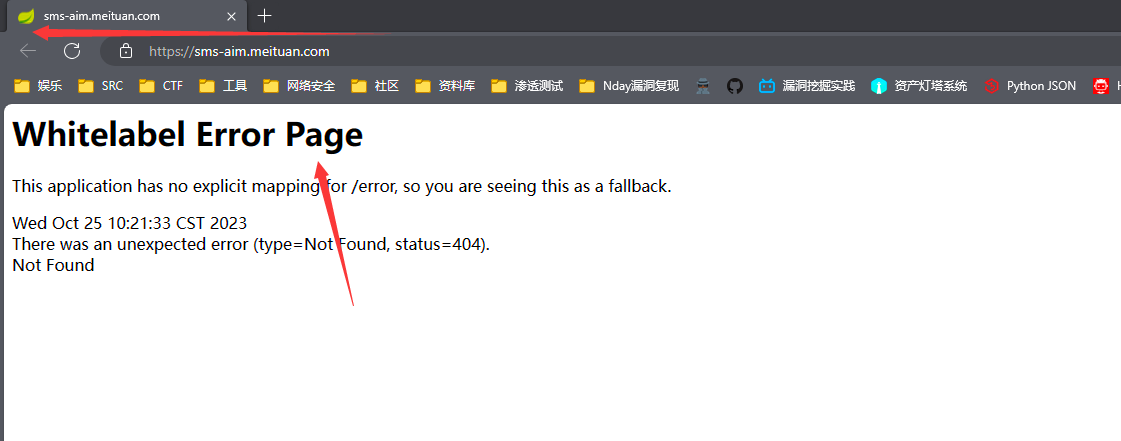 sms-aim.meituan.com
https://sms-aim.meituan.com
娱乐 SRC CTF 工具 网络安全 社区 资料库 渗透测试 Nday漏洞复现 漏洞挖掘实践 资产灯塔系统 Python JSON H
Whitelabel Error Page
This application has no explicit mapping for /error, so you are seeing this as a fallback.
Wed Oct 25 10:21:33 CST 2023
There was an unexpected error (type=Not Found, status=404).
Not Found